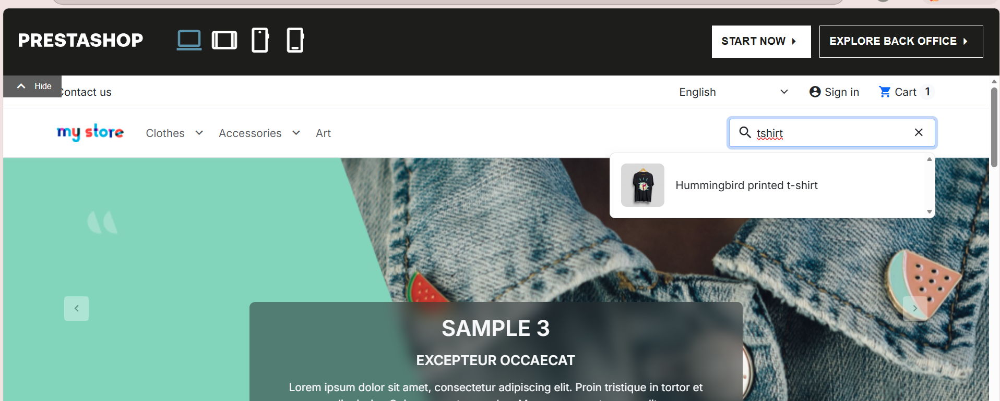 PRESTASHOP
START NOW
EXPLORE BACK OFFICE
Hide
ontact us
English
Sign in
Cart 1
my store
Clothes
Accessories
Art
tshirt
Hummingbird printed t-shirt
SAMPLE 3
EXCEPTEUR OCCAECAT
Lorem ipsum dolor sit amet, consectetur adipiscing elit. Proin tristique in tortor et